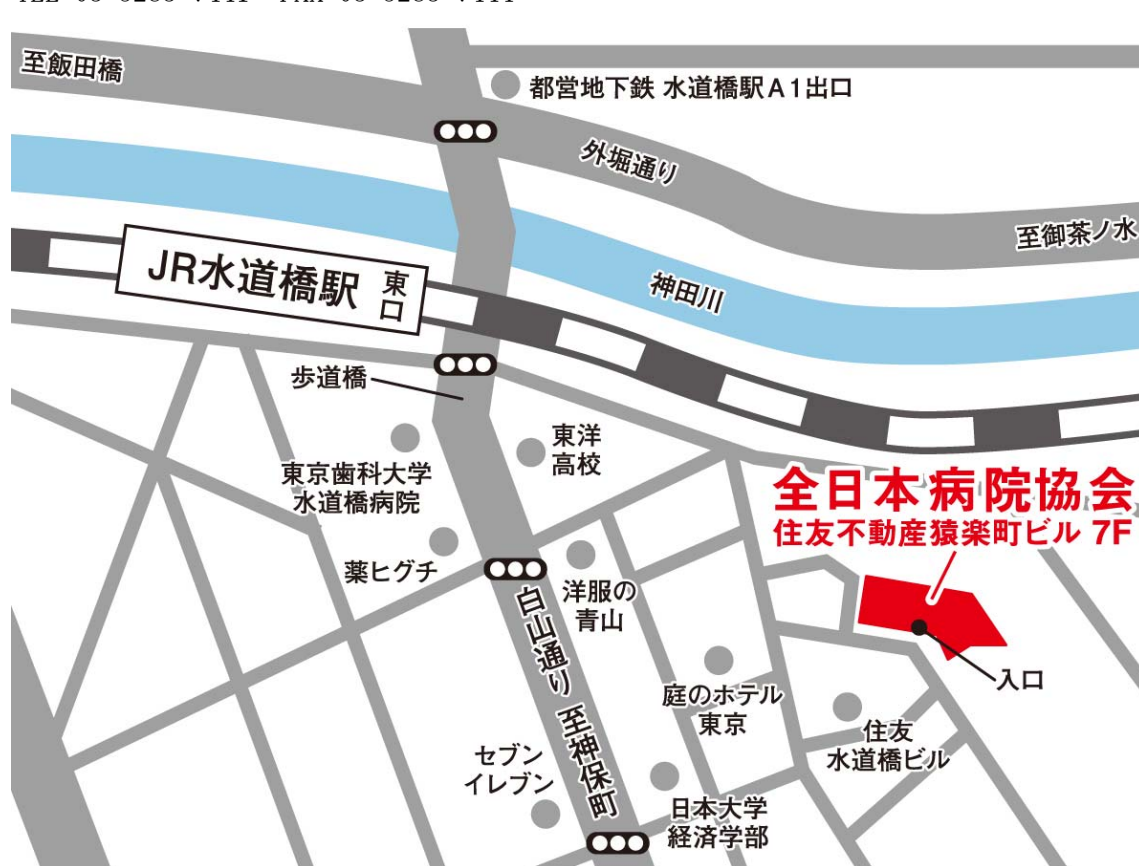 至飯田橋
都営地下鉄 水道橋駅A1出口
外堀通り
至御茶ノ水
JR水道橋駅 東口
神田川
歩道橋
東洋
高校
東京歯科大学
水道橋病院
全日本病院協会
住友不動産猿楽町ビル 7F
薬ヒグチ
洋服の
青山
白山通り 至神保町
入口
庭のホテル
東京
住友
水道橋ビル
セブン
イレブン
日本大学
経済学部